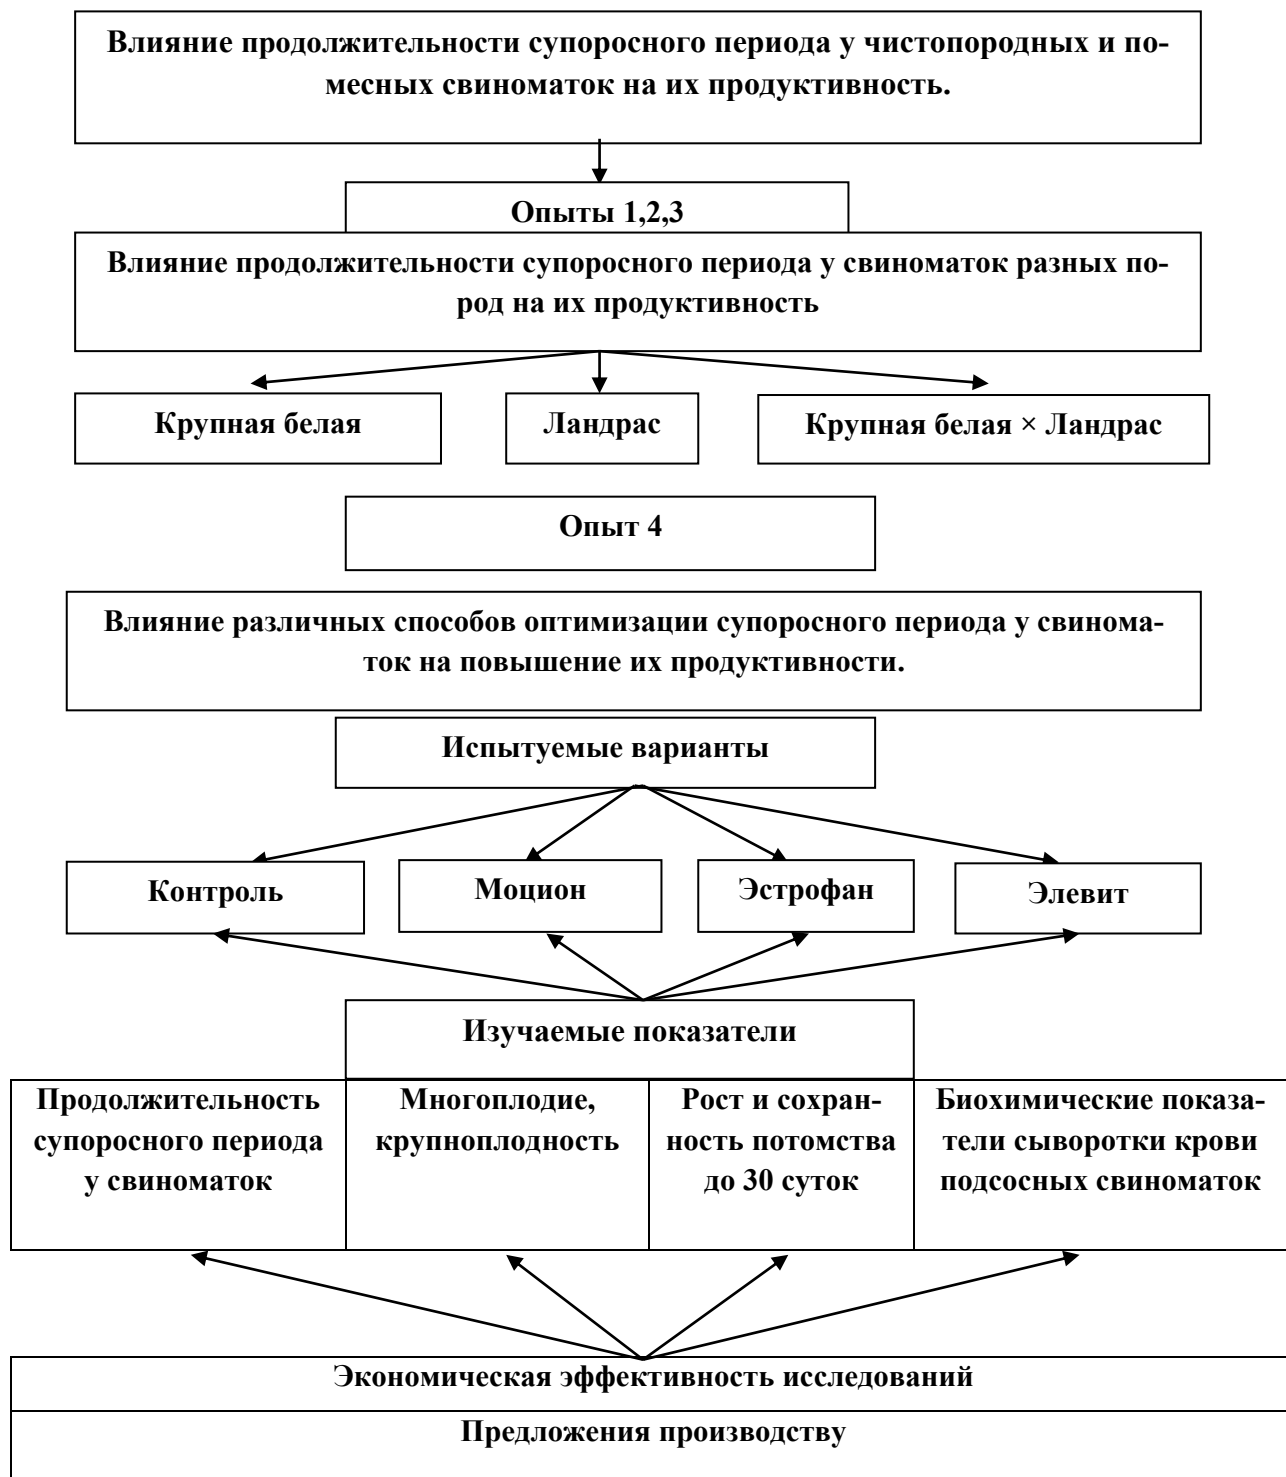 Влияние продолжительности супоросного периода у чистопородных и по-
месных свиноматок на их продуктивность.
Опыты 1,2,3
Влияние продолжительности супоросного периода у свиноматок разных по-
род на их продуктивность
Крупная белая
Ландрас
Крупная белая × Ландрас
Опыт 4
Влияние различных способов оптимизации супоросного периода у свинома-
ток на повышение их продуктивности.
Испытуемые варианты
Контроль
Моцион
Эстрофан
Элевит
Изучаемые показатели
Продолжительность
супоросного периода
у свиноматок
Многоплодие,
крупноплодность
Рост и сохран-
ность потомства
до 30 суток
Биохимические показа-
тели сыворотки крови
подсосных свиноматок
Экономическая эффективность исследований
Предложения производству